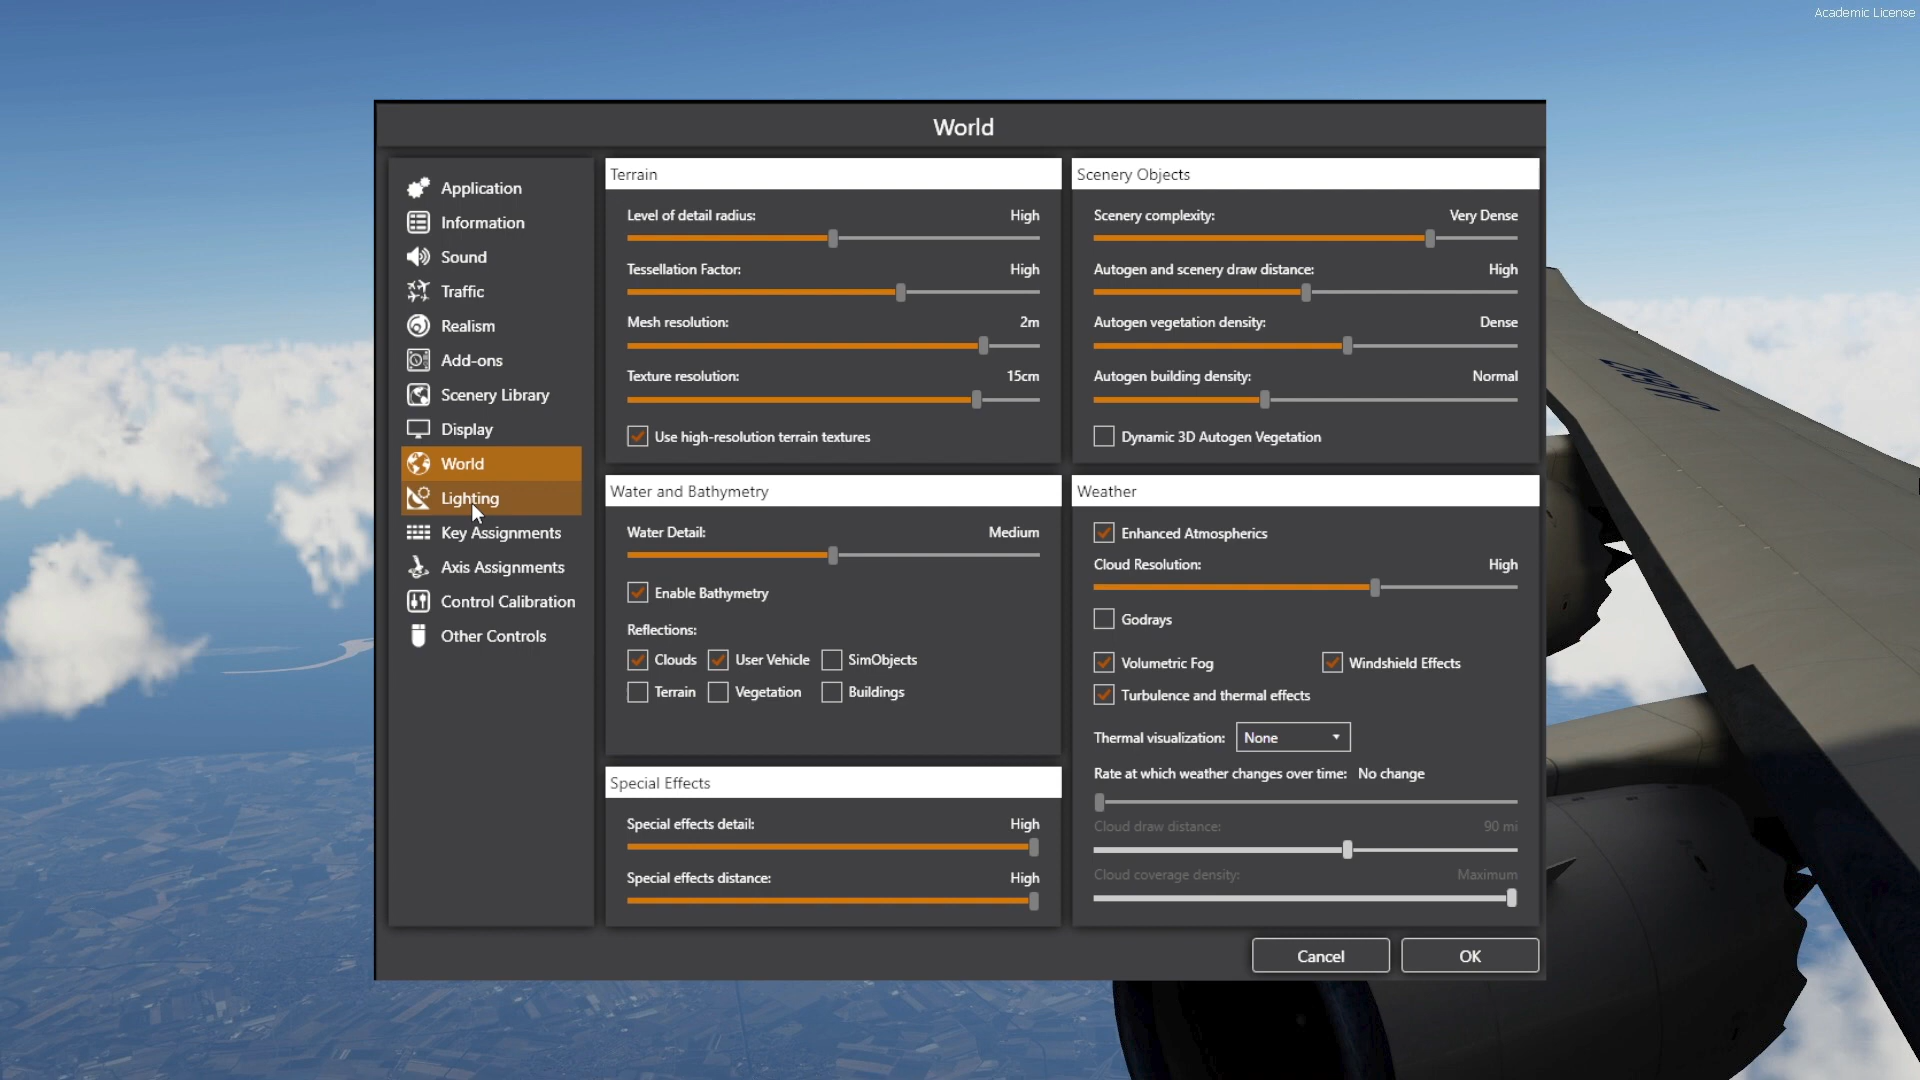 Academic License
World
Application
Information
Sound
Traffic
Realism
Add-ons
Scenery Library
Display
World
Lighting
Key Assignments
Axis Assignments
Control Calibration
Other Controls
Terrain
Level of detail radius: High
Tessellation Factor: High
Mesh resolution: 2m
Texture resolution: 15cm
Use high-resolution terrain textures
Water and Bathymetry
Water Detail: Medium
Enable Bathymetry
Reflections:
Clouds User Vehicle SimObjects
Terrain Vegetation Buildings
Special Effects
Special effects detail: High
Special effects distance: High
Scenery Objects
Scenery complexity: Very Dense
Autogen and scenery draw distance: High
Autogen vegetation density: Dense
Autogen building density: Normal
Dynamic 3D Autogen Vegetation
Weather
Enhanced Atmospherics
Cloud Resolution: High
Godrays
Volumetric Fog Windshield Effects
Turbulence and thermal effects
Thermal visualization: None
Rate at which weather changes over time: No change
Cloud draw distance: 90 mi
Cloud coverage density: Maximum
Cancel OK